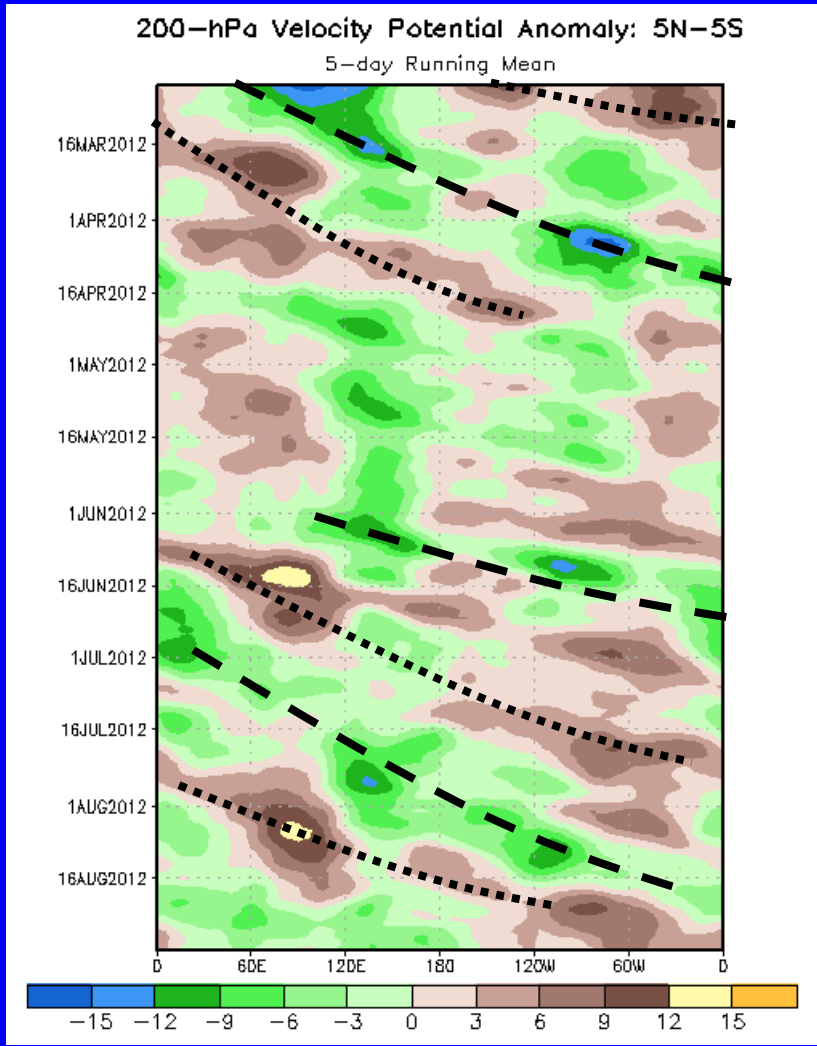 200-hPa Velocity Potential Anomaly: 5N-5S
5-day Running Mean
16MAR2012
1APR2012
16APR2012
1MAY2012
16MAY2012
1JUN2012
16JUN2012
1JUL2012
16JUL2012
1AUG2012
16AUG2012
0 60E 120E 180 120W 60W 0
-15 -12 -9 -6 -3 0 3 6 9 12 15